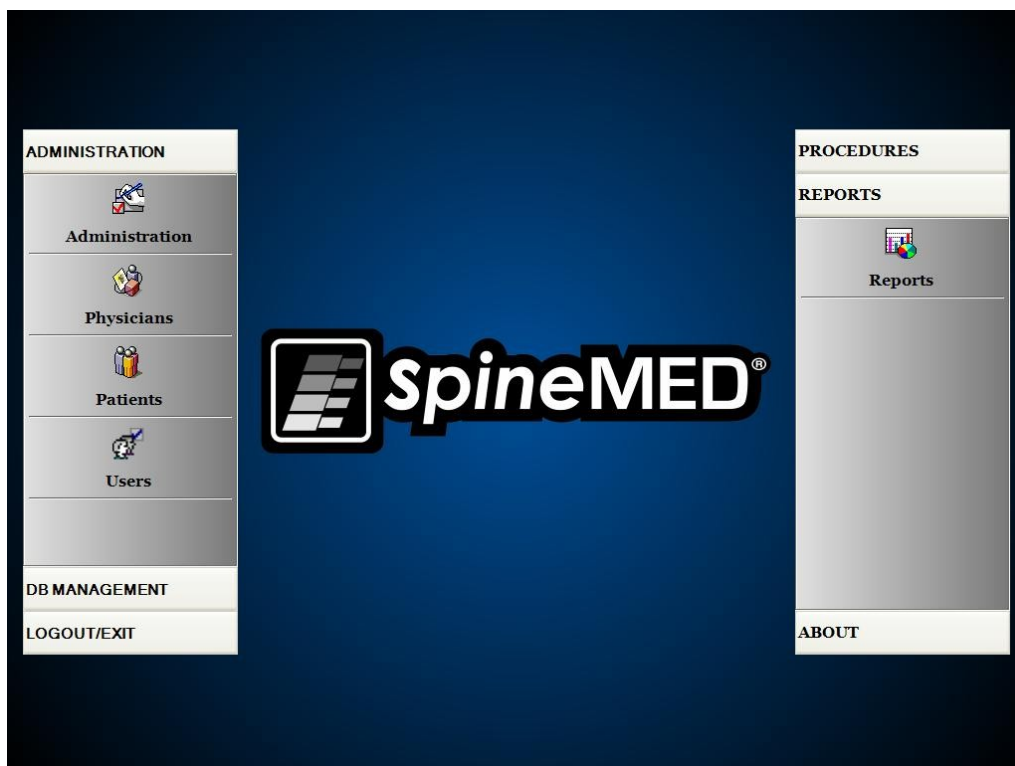 ADMINISTRATION
Administration
Physicians
Patients
Users
DB MANAGEMENT
LOGOUT/EXIT
SpineMED®
PROCEDURES
REPORTS
Reports
ABOUT